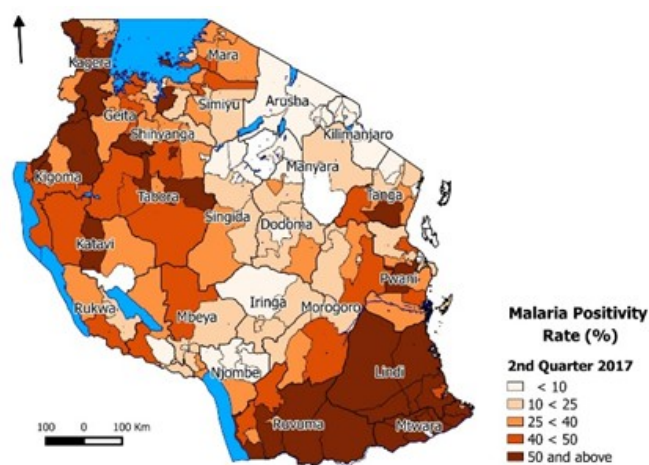 Kagera
Mara
Arusha
Simiyu
Geita
Shinyanga
Kilimanjaro
Manyara
Kigoma
Tabora
Tanga
Singida
Dodoma
Katavi
Pwani
Rukwa
Iringa
Mbeya
Morogoro
Njombe
Lindi
Ruvuma
Mtwara
100 0 100 Km
Malaria Positivity
Rate (%)
2nd Quarter 2017
< 10
10 < 25
25 < 40
40 < 50
50 and above